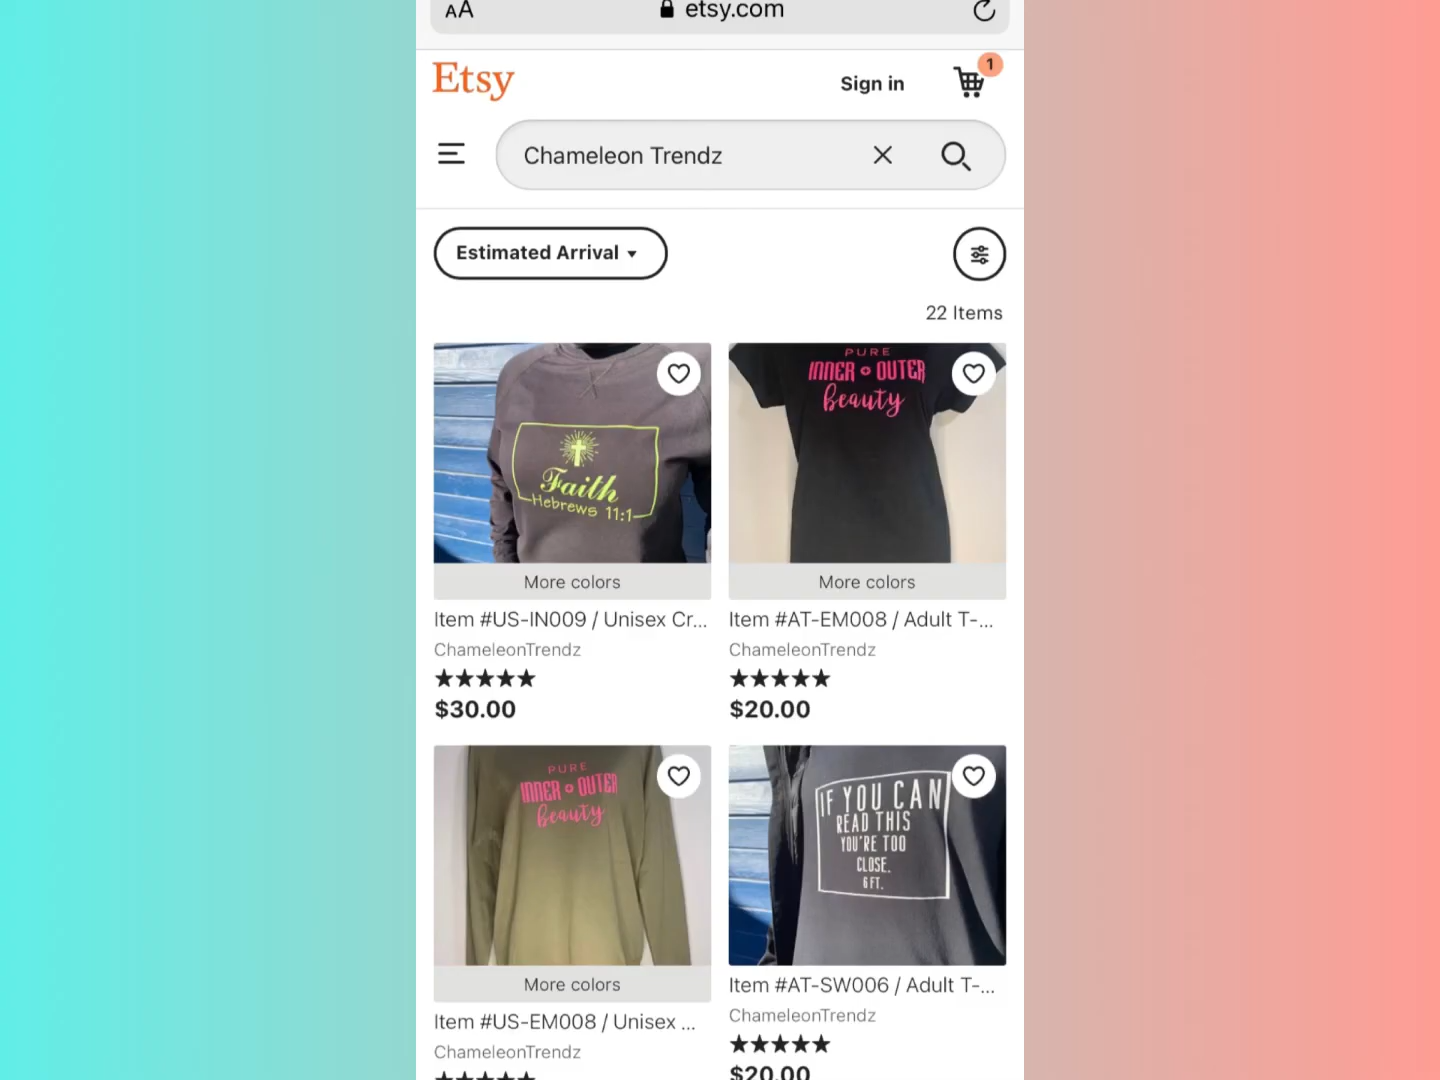 AA etsy.com
Etsy Sign in 1
Chameleon Trendz
Estimated Arrival
22 Items
Faith
Hebrews 11:1
More colors
Item #US-IN009 / Unisex Cr...
ChameleonTrendz
$30.00
PURE
INNER OUTER
beauty
More colors
Item #AT-EM008 / Adult T-...
ChameleonTrendz
$20.00
PURE
INNER OUTER
beauty
More colors
Item #US-EM008 / Unisex ...
ChameleonTrendz
IF YOU CAN
READ THIS
YOU'RE TOO
CLOSE.
6 FT.
Item #AT-SW006 / Adult T-...
ChameleonTrendz
$20.00